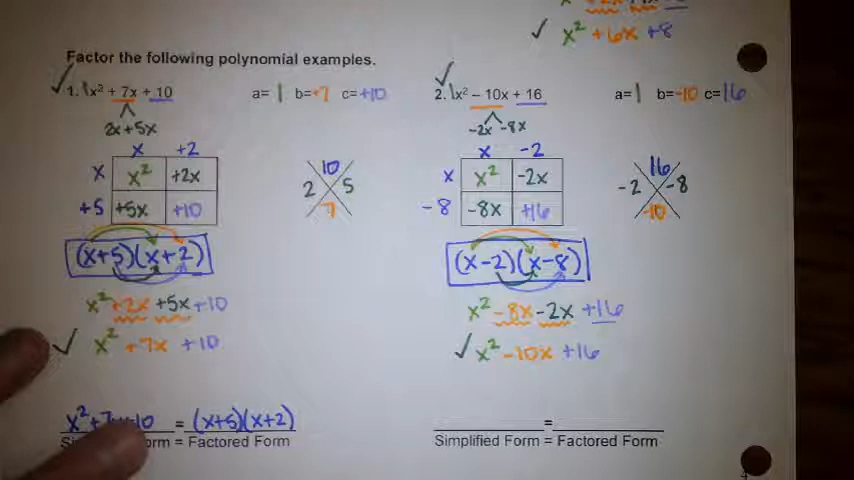 ✓ x² + 6x + 8
Factor the following polynomial examples.
✓ 1. 1x² + 7x + 10 a= 1 b= +7 c= +10
2x + 5x
x +2
x x² +2x
+5 +5x +10
10
2 5
7
(x+5)(x+2)
x² +2x +5x +10
✓ x² +7x +10
x² + 7x + 10 = (x+5)(x+2)
= Factored Form
✓ 2. 1x² – 10x + 16 a= 1 b= -10 c= 16
-2x -8x
x -2
x x² -2x
-8 -8x +16
16
-2 -8
-10
(x-2)(x-8)
x² -8x -2x +16
✓ x² -10x +16
=
Simplified Form = Factored Form